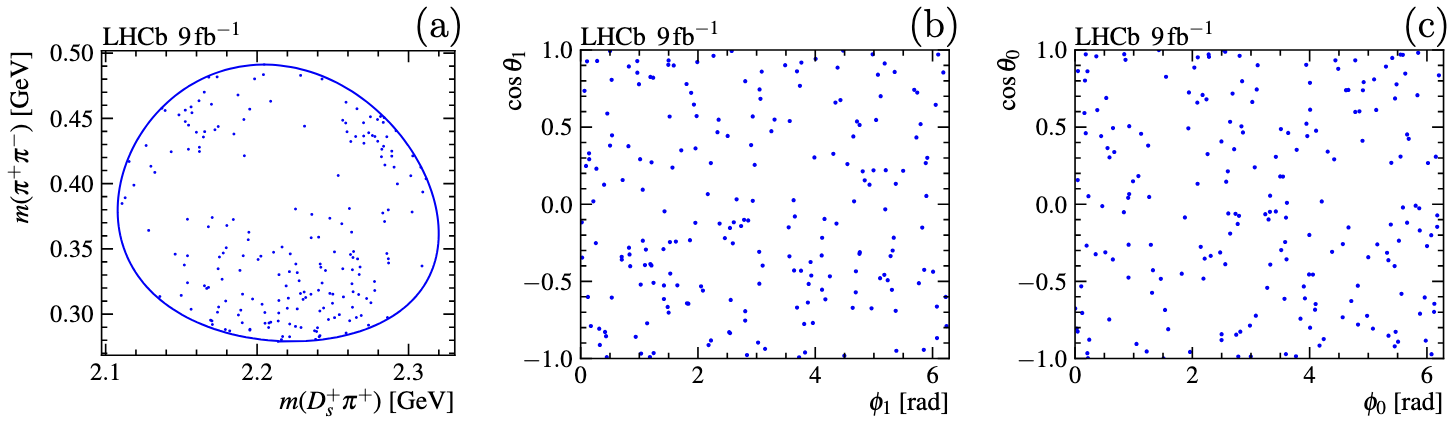 LHCb 9 fb⁻¹ (a)
0.50
0.45
0.40
0.35
0.30
m(π⁺π⁻) [GeV]
2.1 2.2 2.3
m(D_s⁺π⁺) [GeV]
LHCb 9 fb⁻¹ (b)
1.0
0.5
0.0
−0.5
−1.0
cos θ₁
0 2 4 6
ϕ₁ [rad]
LHCb 9 fb⁻¹ (c)
1.0
0.5
0.0
−0.5
−1.0
cos θ₀
0 2 4 6
ϕ₀ [rad]